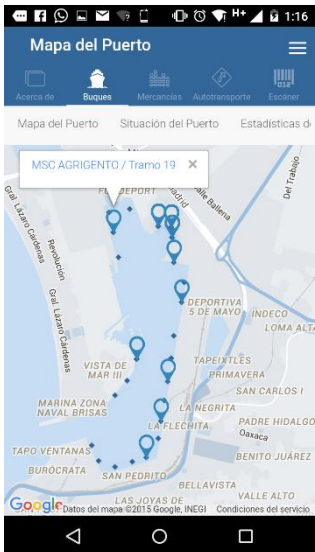 H+ 1:16
Mapa del Puerto
Acerca de Buques Mercancías Autotransporte Escáner
Mapa del Puerto Situación del Puerto Estadísticas d
MSC AGRIGENTO / Tramo 19 ×
FUNDEPORT
Madrid
Calle Ballena
Del Trabajo
Gral. Lázaro Cárdenas
Revolución
Gral. Lázaro Cárdenas
DEPORTIVA
5 DE MAYO
INDECO
LOMA ALTA
VISTA DE
MAR III
TAPEIXTLES
PRIMAVERA
SAN CARLOS I
MARINA ZONA
NAVAL BRISAS
LA NEGRITA
LA FLECHITA
PADRE HIDALGO
Oaxaca
TAPO VENTANAS
BENITO JUÁREZ
BURÓCRATA
SAN PEDRITO
BELLAVISTA
LAS JOYAS DE
VALLE ALTO
Google Datos del mapa ©2015 Google, INEGI Condiciones del servicio